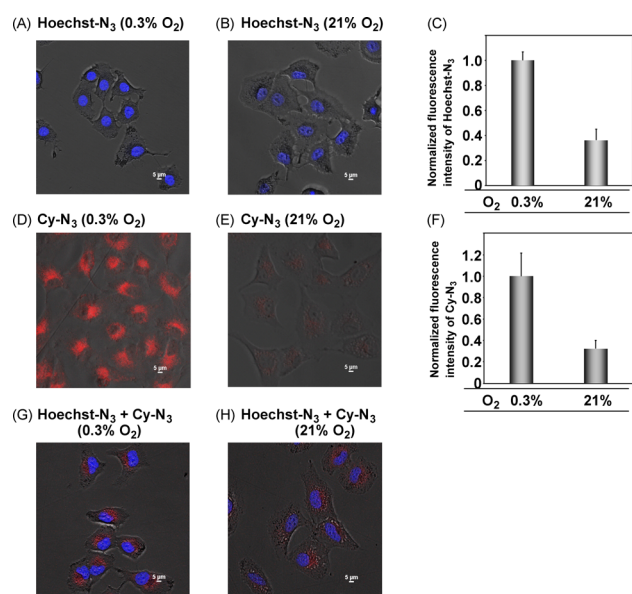 (A) Hoechst-N₃ (0.3% O₂)
5 µm
(B) Hoechst-N₃ (21% O₂)
5 µm
(C)
Normalized fluorescence
intensity of Hoechst-N₃
1.0
0.8
0.6
0.4
0.2
0
O₂ 0.3% 21%
(D) Cy-N₃ (0.3% O₂)
5 µm
(E) Cy-N₃ (21% O₂)
5 µm
(F)
Normalized fluorescence
intensity of Cy-N₃
1.2
1.0
0.8
0.6
0.4
0.2
0
O₂ 0.3% 21%
(G) Hoechst-N₃ + Cy-N₃
(0.3% O₂)
5 µm
(H) Hoechst-N₃ + Cy-N₃
(21% O₂)
5 µm